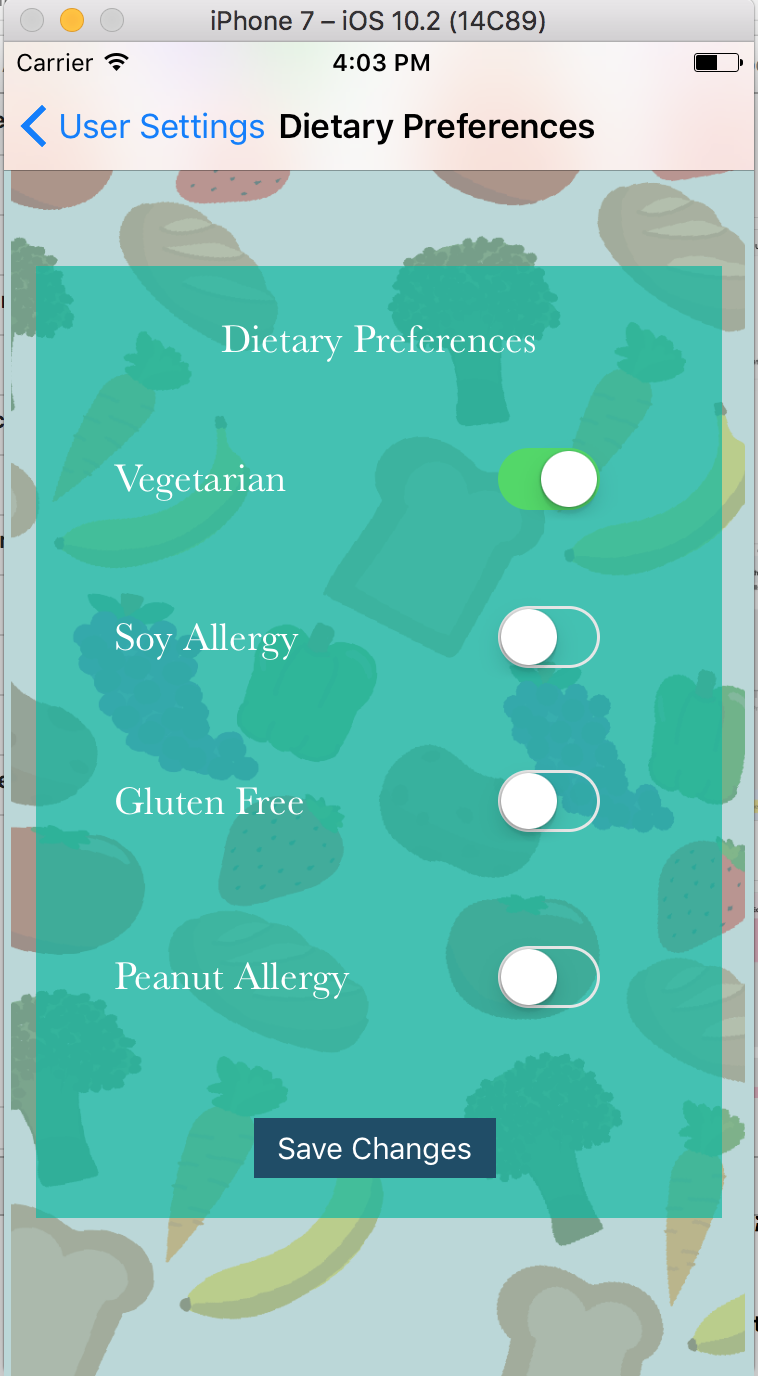 iPhone 7 – iOS 10.2 (14C89)
Carrier 4:03 PM
User Settings Dietary Preferences
Dietary Preferences
Vegetarian
Soy Allergy
Gluten Free
Peanut Allergy
Save Changes